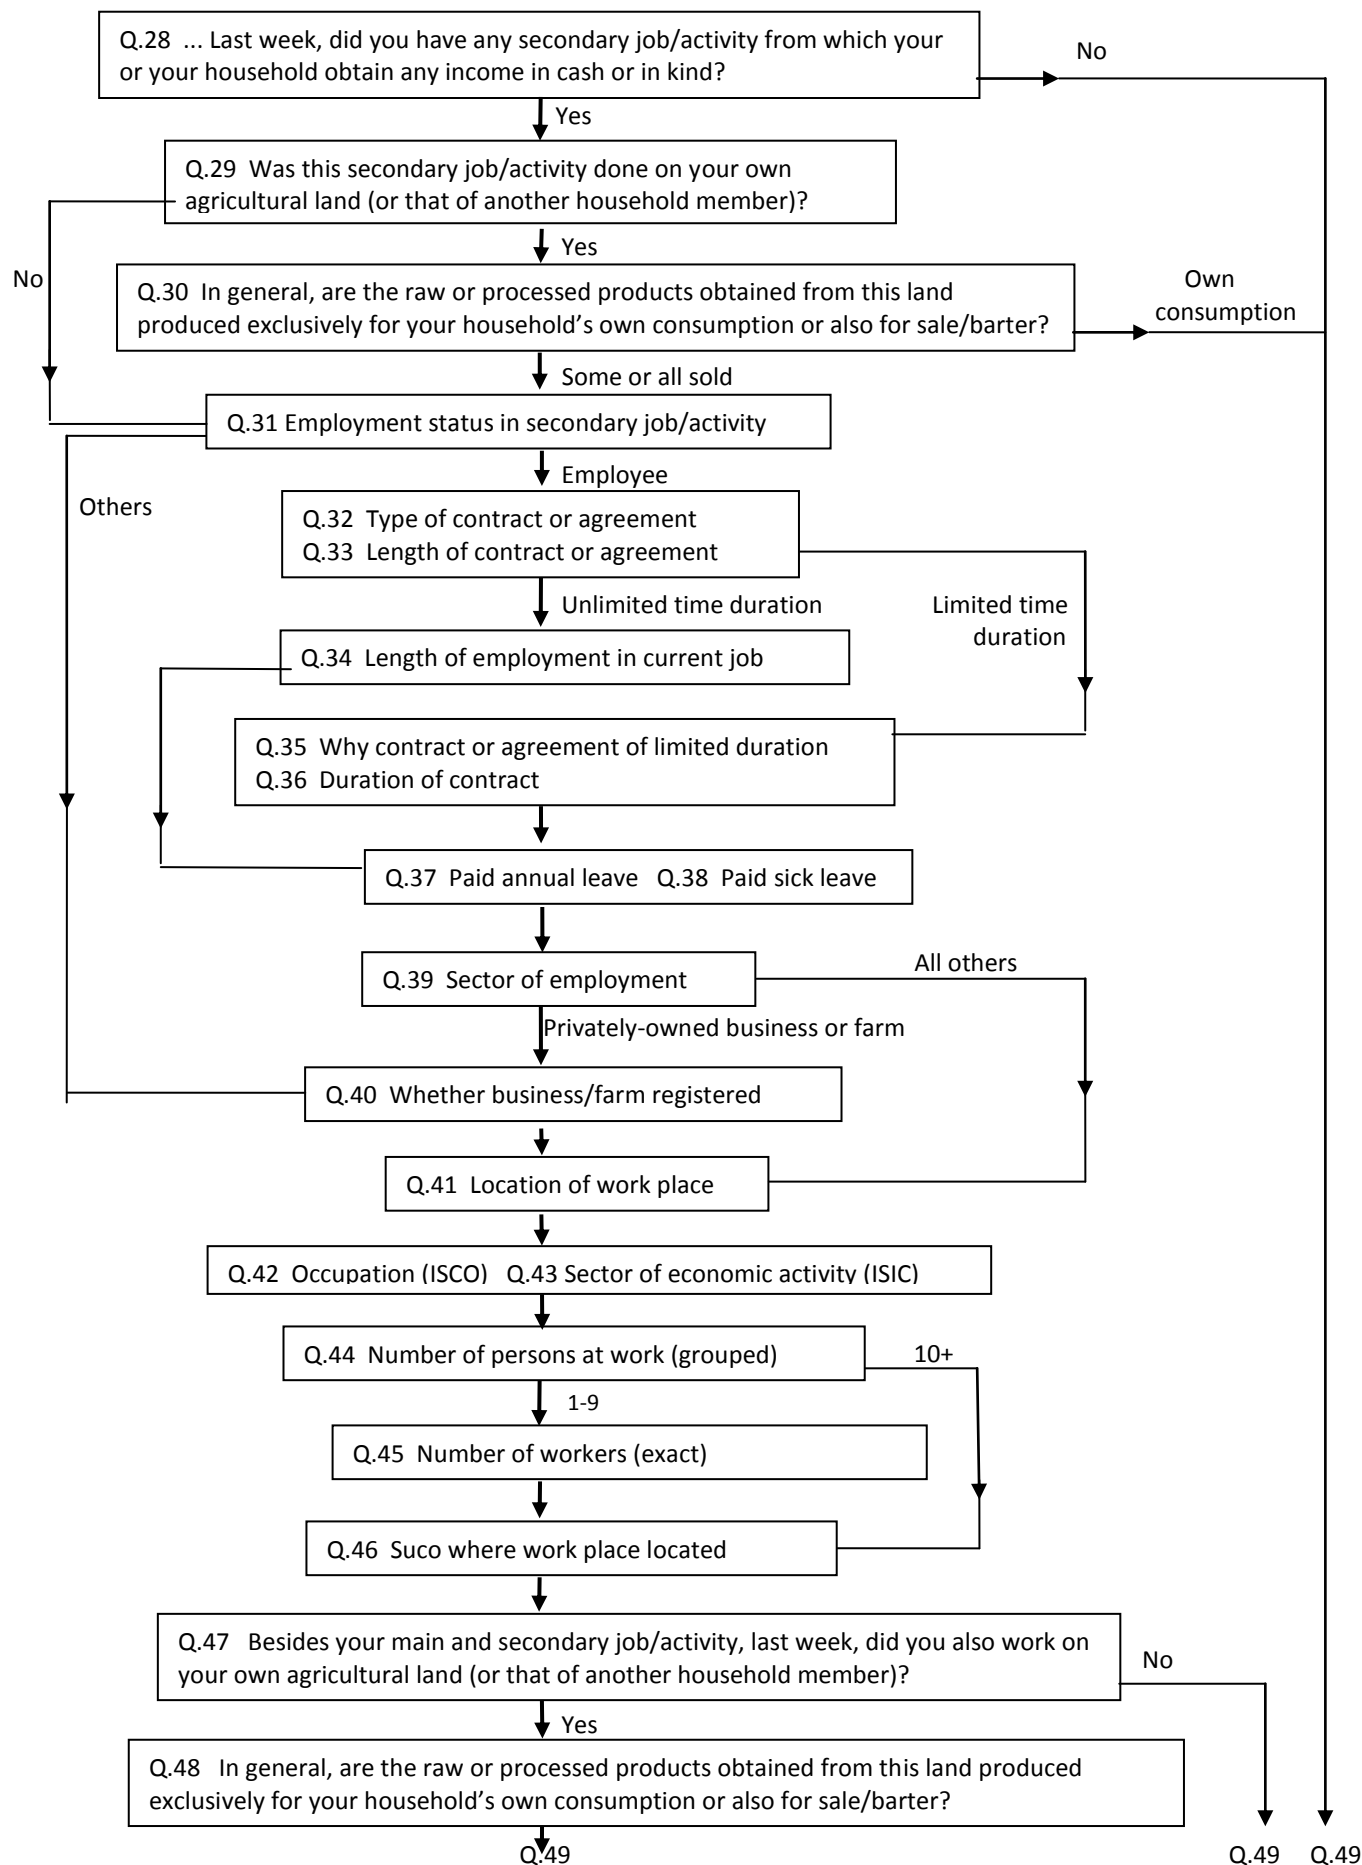 Q.28 ... Last week, did you have any secondary job/activity from which your
or your household obtain any income in cash or in kind?
No
Yes
Q.29 Was this secondary job/activity done on your own
agricultural land (or that of another household member)?
No
Yes
Q.30 In general, are the raw or processed products obtained from this land
produced exclusively for your household's own consumption or also for sale/barter?
Own
consumption
Some or all sold
Q.31 Employment status in secondary job/activity
Employee
Others
Q.32 Type of contract or agreement
Q.33 Length of contract or agreement
Unlimited time duration
Limited time
duration
Q.34 Length of employment in current job
Q.35 Why contract or agreement of limited duration
Q.36 Duration of contract
Q.37 Paid annual leave Q.38 Paid sick leave
Q.39 Sector of employment
All others
Privately-owned business or farm
Q.40 Whether business/farm registered
Q.41 Location of work place
Q.42 Occupation (ISCO) Q.43 Sector of economic activity (ISIC)
Q.44 Number of persons at work (grouped)
10+
1-9
Q.45 Number of workers (exact)
Q.46 Suco where work place located
Q.47 Besides your main and secondary job/activity, last week, did you also work on
your own agricultural land (or that of another household member)?
No
Yes
Q.48 In general, are the raw or processed products obtained from this land produced
exclusively for your household's own consumption or also for sale/barter?
Q.49
Q.49
Q.49